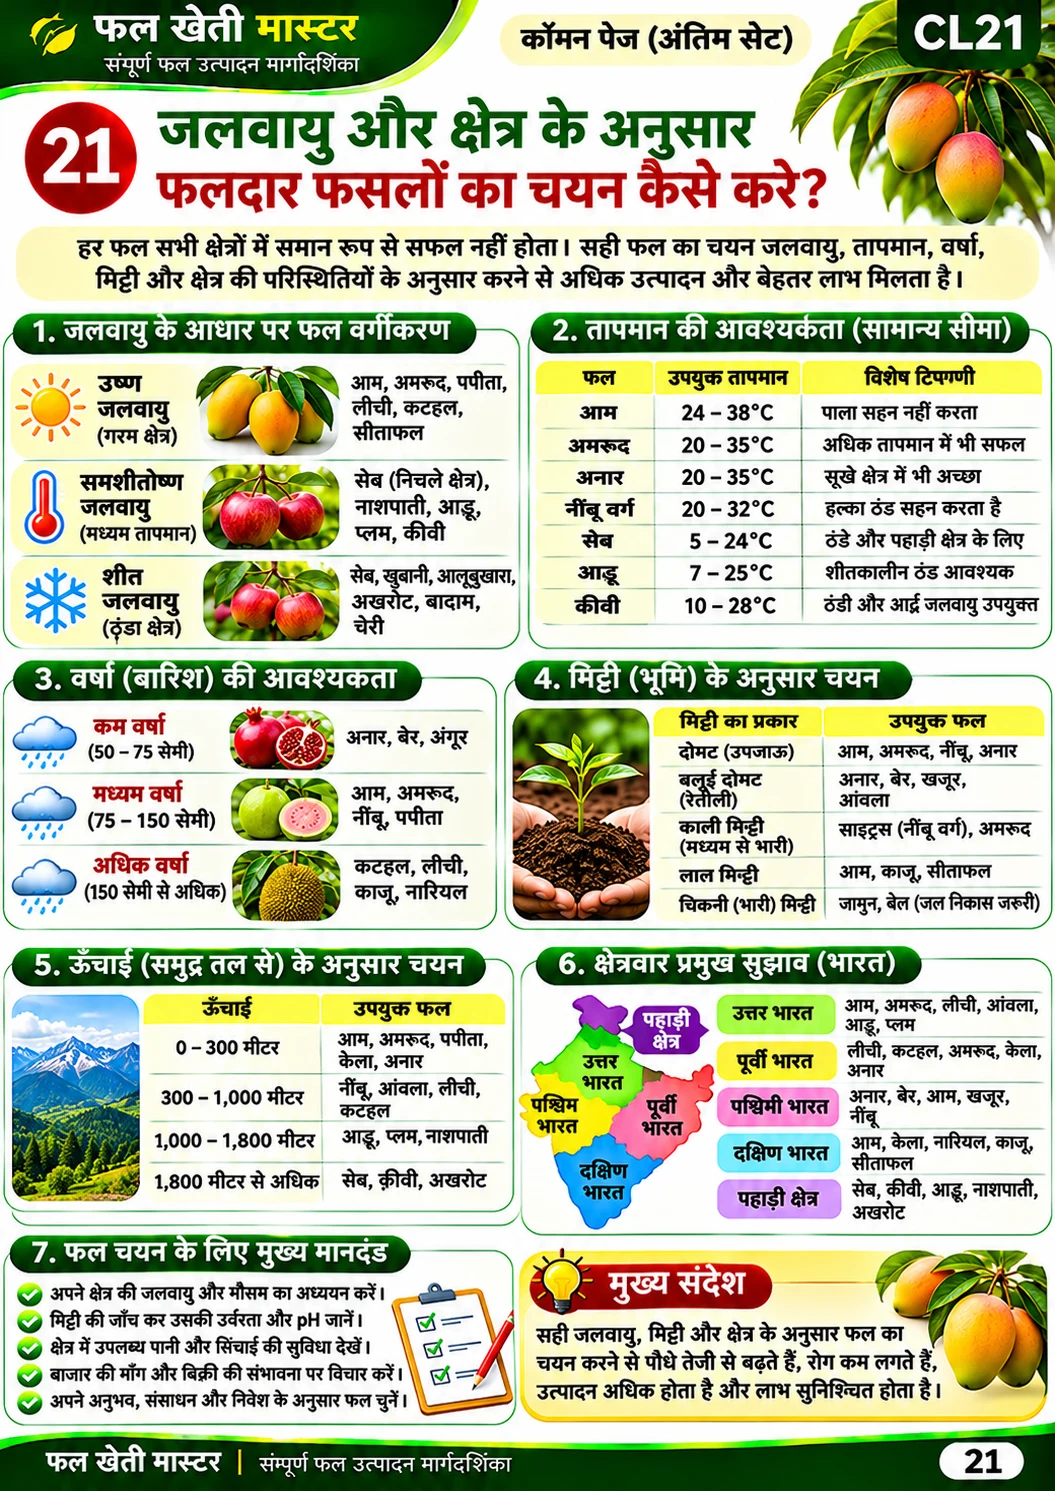 फल खेती मास्टर
संपूर्ण फल उत्पादन मार्गदर्शिका
कॉमन पेज (अंतिम सेट)
CL21
21
जलवायु और क्षेत्र के अनुसार
फलदार फसलों का चयन कैसे करे?
हर फल सभी क्षेत्रों में समान रूप से सफल नहीं होता। सही फल का चयन जलवायु, तापमान, वर्षा,
मिट्टी और क्षेत्र की परिस्थितियों के अनुसार करने से अधिक उत्पादन और बेहतर लाभ मिलता है।
1. जलवायु के आधार पर फल वर्गीकरण
उष्ण
जलवायु
(गरम क्षेत्र)
आम, अमरूद, पपीता,
लीची, कटहल,
सीताफल
समशीतोष्ण
जलवायु
(मध्यम तापमान)
सेब (निचले क्षेत्र),
नाशपाती, आड़ू,
प्लम, कीवी
शीत
जलवायु
(ठंडा क्षेत्र)
सेब, खुबानी, आलूबुखारा,
अखरोट, बादाम,
चेरी
2. तापमान की आवश्यकता (सामान्य सीमा)
फल उपयुक्त तापमान विशेष टिपणणी
आम 24 – 38°C पाला सहन नहीं करता
अमरूद 20 – 35°C अधिक तापमान में भी सफल
अनार 20 – 35°C सूखे क्षेत्र में भी अच्छा
नींबू वर्ग 20 – 32°C हल्का ठंड सहन करता है
सेब 5 – 24°C ठंडे और पहाड़ी क्षेत्र के लिए
आड़ू 7 – 25°C शीतकालीन ठंड आवश्यक
कीवी 10 – 28°C ठंडी और आर्द्र जलवायु उपयुक्त
3. वर्षा (बारिश) की आवश्यकता
कम वर्षा
(50 – 75 सेमी)
अनार, बेर, अंगूर
मध्यम वर्षा
(75 – 150 सेमी)
आम, अमरूद,
नींबू, पपीता
अधिक वर्षा
(150 सेमी से अधिक)
कटहल, लीची,
काजू, नारियल
4. मिट्टी (भूमि) के अनुसार चयन
मिट्टी का प्रकार उपयुक्त फल
दोमट (उपजाऊ) आम, अमरूद, नींबू, अनार
बलूई दोमट
(रेतीली)
अनार, बेर, खजूर,
आंवला
काली मिट्टी
(मध्यम से भारी)
साइट्रस (नींबू वर्ग), अमरूद
लाल मिट्टी आम, काजू, सीताफल
चिकनी (भारी) मिट्टी जामुन, बेल (जल निकास जरूरी)
5. ऊँचाई (समुद्र तल से) के अनुसार चयन
ऊँचाई उपयुक्त फल
0 – 300 मीटर
आम, अमरूद, पपीता,
केला, अनार
300 – 1,000 मीटर
नींबू, आंवला, लीची,
कटहल
1,000 – 1,800 मीटर आड़ू, प्लम, नाशपाती
1,800 मीटर से अधिक सेब, कीवी, अखरोट
6. क्षेत्रवार प्रमुख सुझाव (भारत)
पहाड़ी
क्षेत्र
उत्तर
भारत
पश्चिम
भारत
पूर्वी
भारत
दक्षिण
भारत
उत्तर भारत
आम, अमरूद, लीची, आंवला,
आड़ू, प्लम
पूर्वी भारत
लीची, कटहल, अमरूद, केला,
अनार
पश्चिमी भारत
अनार, बेर, आम, खजूर,
नींबू
दक्षिण भारत
आम, केला, नारियल, काजू,
सीताफल
पहाड़ी क्षेत्र
सेब, कीवी, आड़ू, नाशपाती,
अखरोट
7. फल चयन के लिए मुख्य मानदंड
अपने क्षेत्र की जलवायु और मौसम का अध्ययन करें।
मिट्टी की जाँच कर उसकी उर्वरता और pH जानें।
क्षेत्र में उपलब्य पानी और सिंचाई की सुविधा देखें।
बाजार की माँग और बिक्री की संभावना पर विचार करें।
अपने अनुभव, संसाधन और निवेश के अनुसार फल चुनें।
मुख्य संदेश
सही जलवायु, मिट्टी और क्षेत्र के अनुसार फल का
चयन करने से पौधे तेजी से बढ़ते हैं, रोग कम लगते हैं,
उत्पादन अधिक होता है और लाभ सुनिश्चित होता है।
फल खेती मास्टर | संम्पूर्ण फल उत्पादन मार्गदशिंका
21